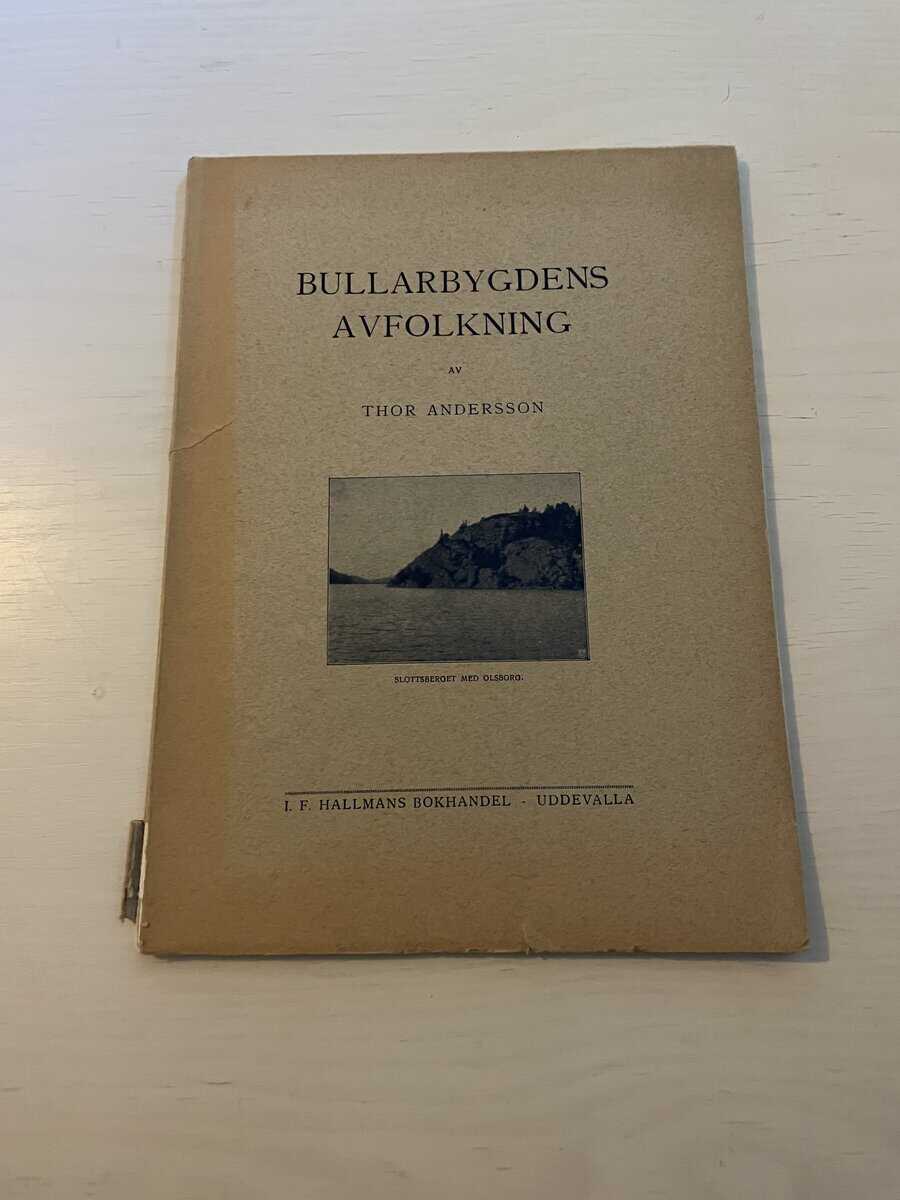 BULLARBYGDENS
AVFOLKNING
AV
THOR ANDERSSON
SLOTTSBERGET MED OLSBORG.
I. F. HALLMANS BOKHANDEL - UDDEVALLA